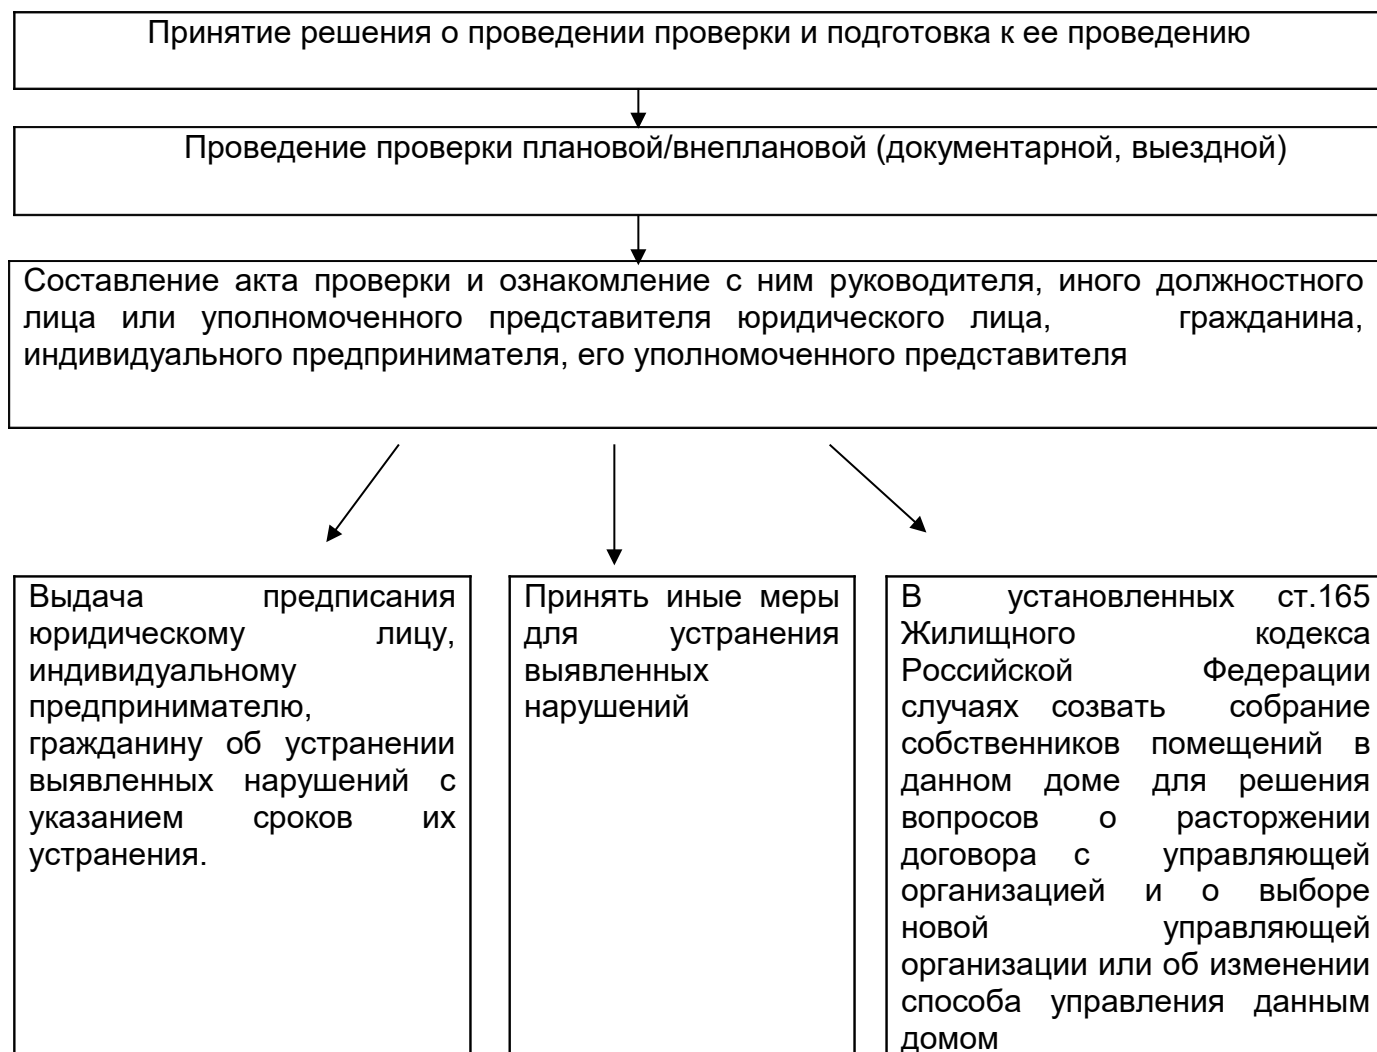 Принятие решения о проведении проверки и подготовка к ее проведению
Проведение проверки плановой/внеплановой (документарной, выездной)
Составление акта проверки и ознакомление с ним руководителя, иного должностного
лица или уполномоченного представителя юридического лица, гражданина,
индивидуального предпринимателя, его уполномоченного представителя
Выдача предписания
юридическому лицу,
индивидуальному
предпринимателю,
гражданину об устранении
выявленных нарушений с
указанием сроков их
устранения.
Принять иные меры
для устранения
выявленных
нарушений
В установленных ст.165
Жилищного кодекса
Российской Федерации
случаях созвать собрание
собственников помещений в
данном доме для решения
вопросов о расторжении
договора с управляющей
организацией и о выборе
новой управляющей
организации или об изменении
способа управления данным
домом